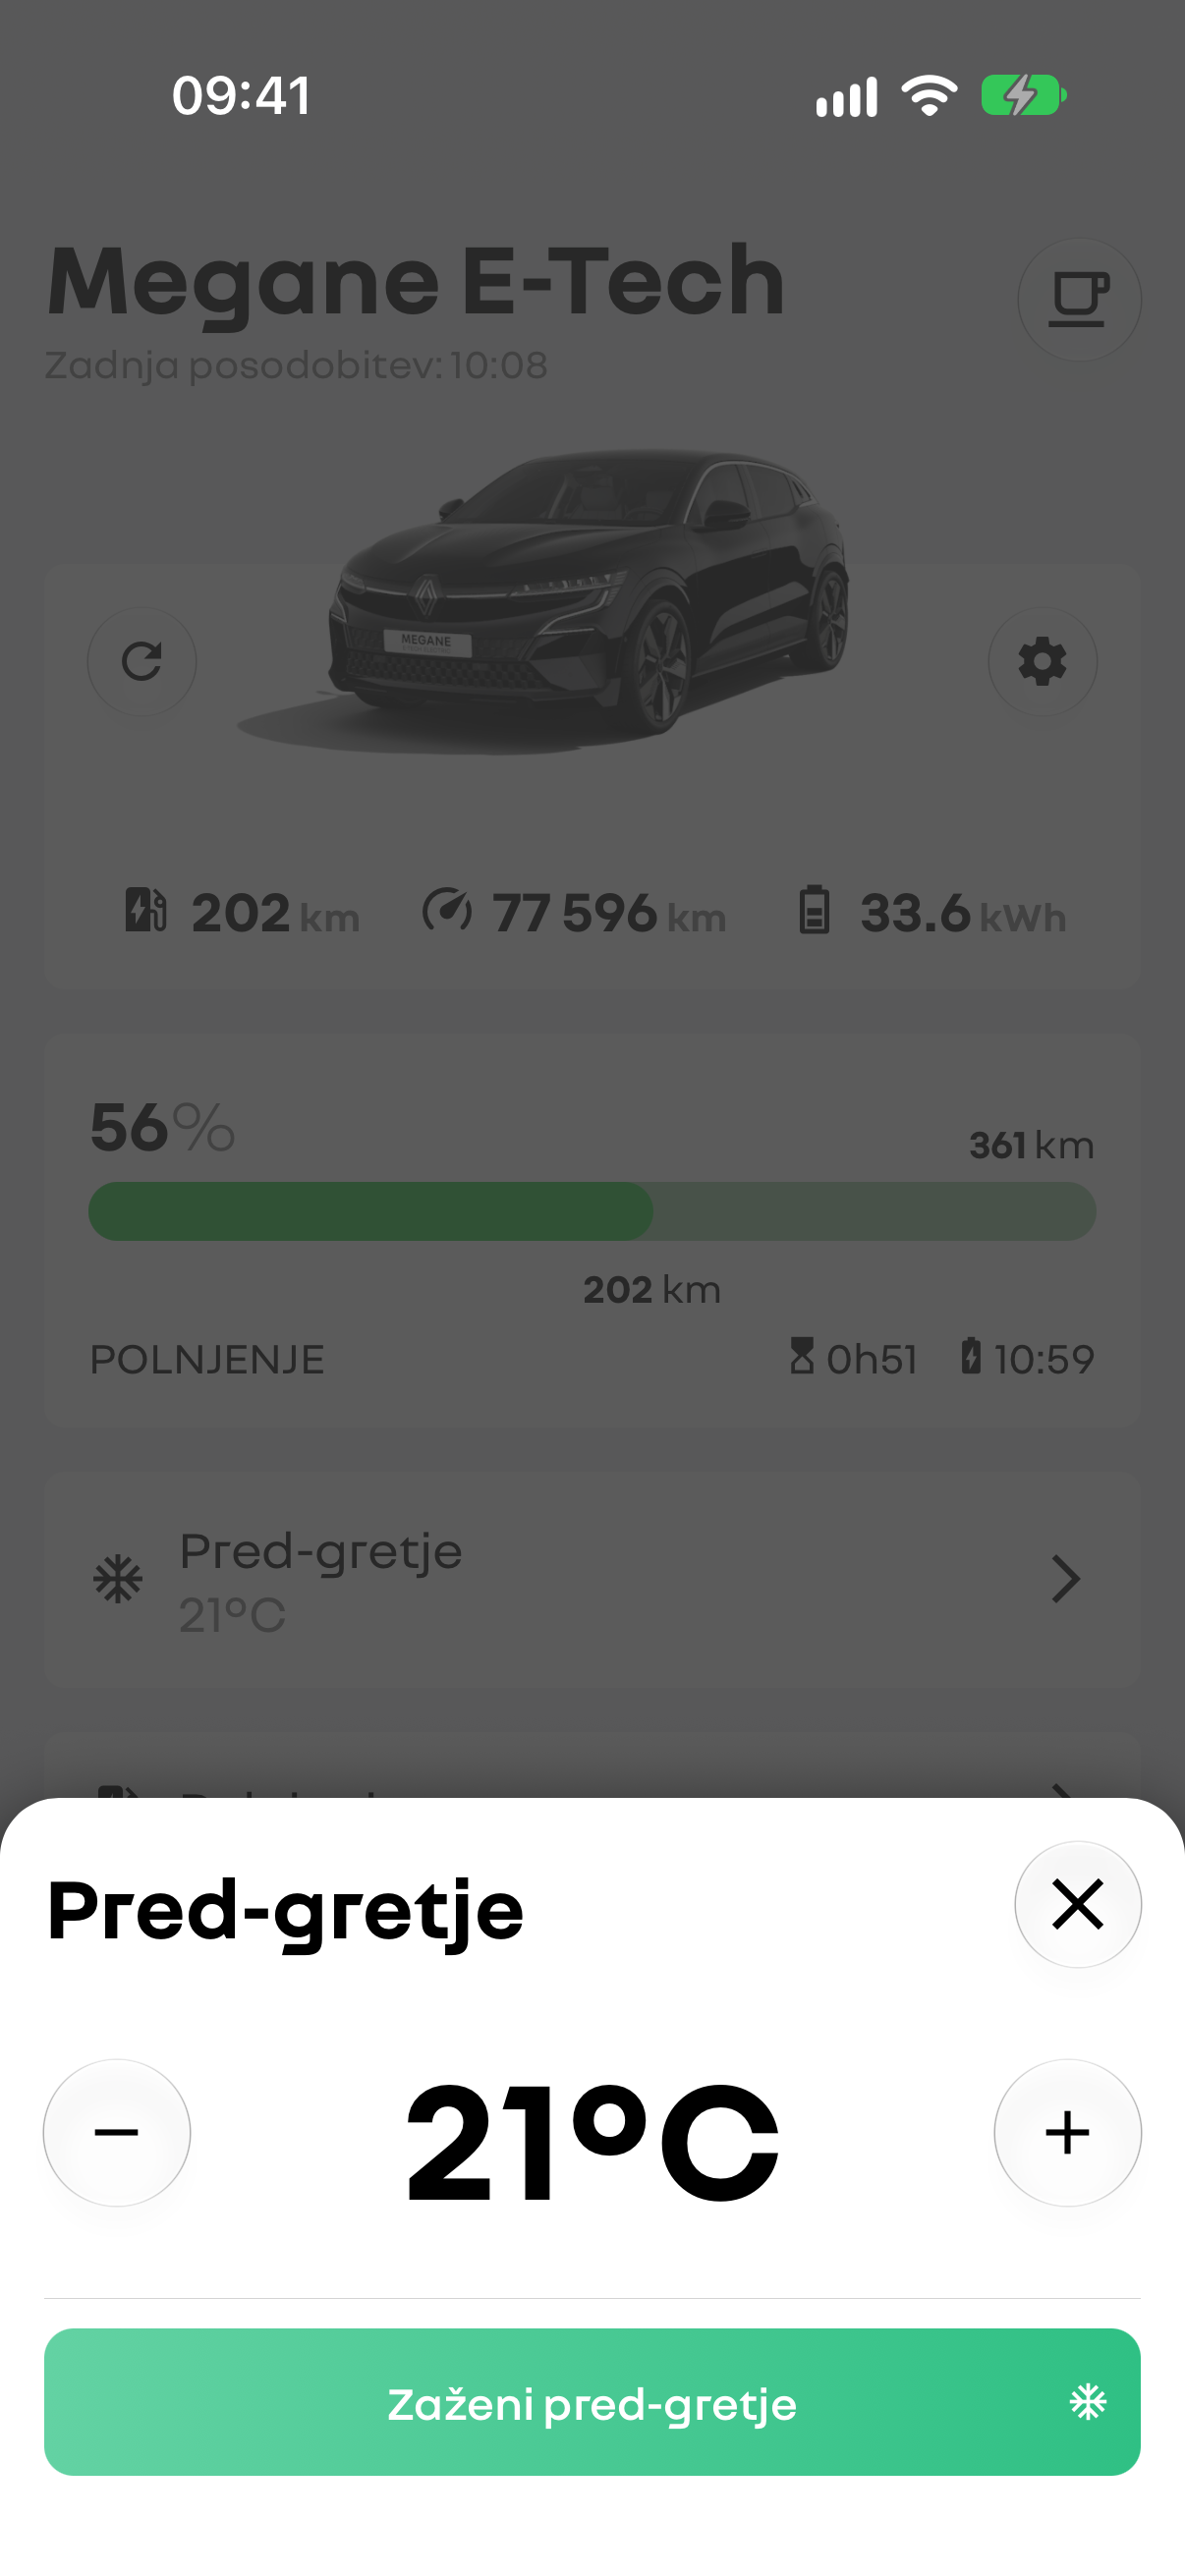 09:41
Megane E-Tech
Zadnja posodobitev: 10:08
MEGANE
202 km 77 596 km 33.6 kWh
56%
361 km
202 km
POLNJENJE 0h51 10:59
Pred-gretje
21°C
Pred-gretje
21°C
Zaženi pred-gretje